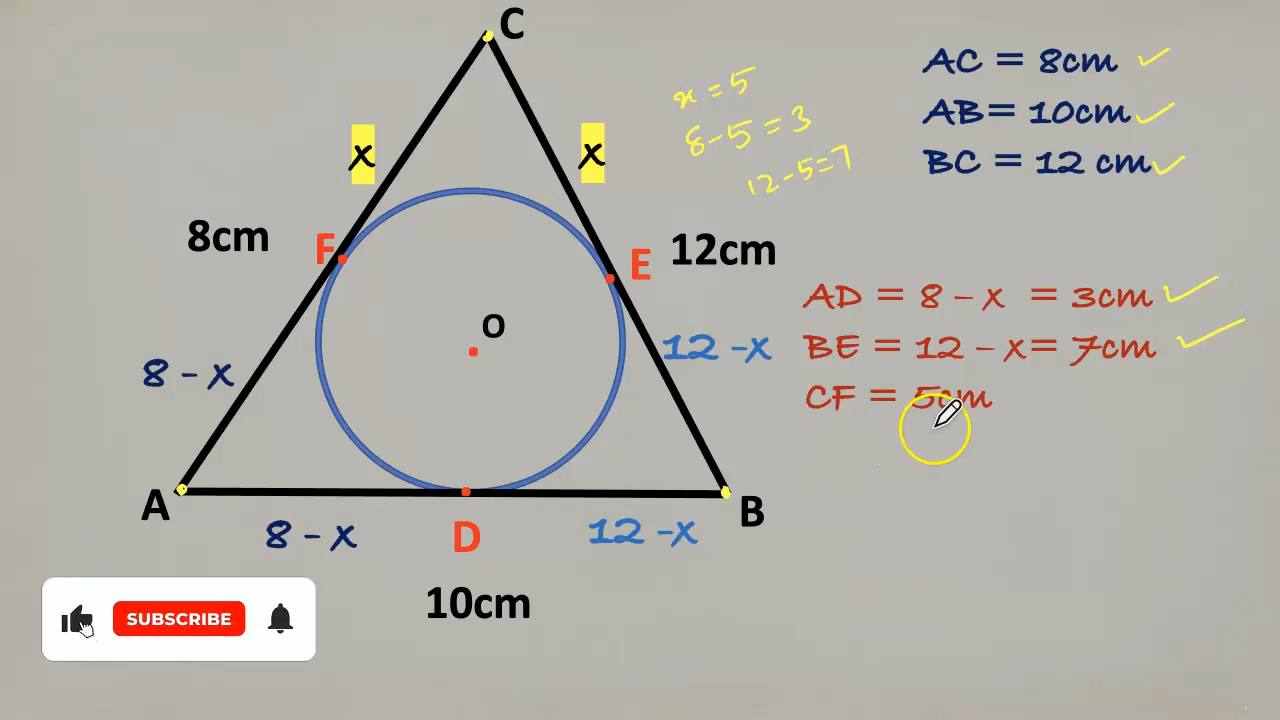 C
x = 5
8 - 5 = 3
12 - 5 = 7
AC = 8cm
AB = 10cm
BC = 12 cm
x
x
8cm
F
E
12cm
O
8 - x
12 - x
AD = 8 - x = 3cm
BE = 12 - x = 7cm
CF = 5cm
A
B
8 - x
D
12 - x
10cm
SUBSCRIBE